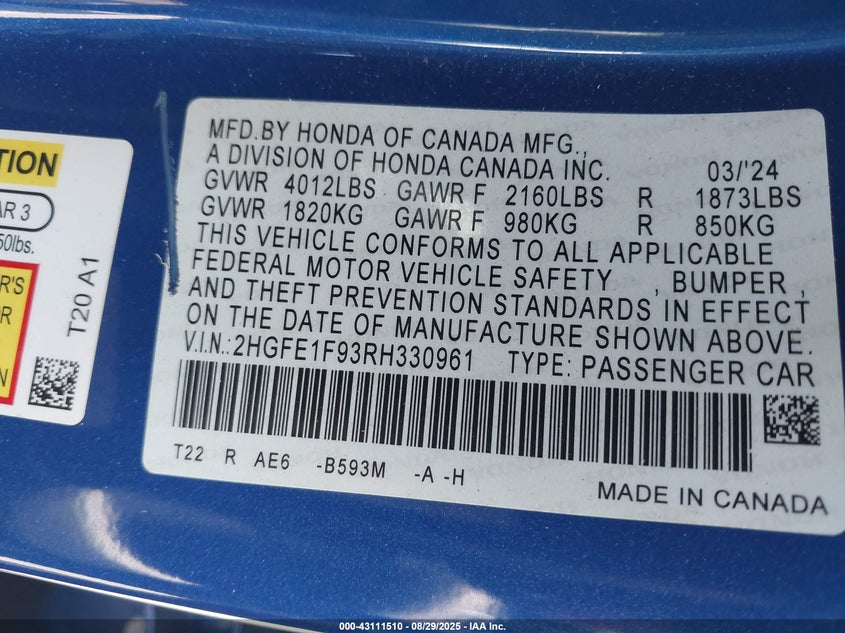 TION
AR 3
50lbs.
'S
OR
N
T20 A1
MFD.BY HONDA OF CANADA MFG.,
A DIVISION OF HONDA CANADA INC. 03/'24
GVWR 4012LBS GAWR F 2160LBS R 1873LBS
GVWR 1820KG GAWR F 980KG R 850KG
THIS VEHICLE CONFORMS TO ALL APPLICABLE
FEDERAL MOTOR VEHICLE SAFETY , BUMPER ,
AND THEFT PREVENTION STANDARDS IN EFFECT
ON THE DATE OF MANUFACTURE SHOWN ABOVE.
V.I.N.:2HGFE1F93RH330961 TYPE: PASSENGER CAR
T22 R AE6 -B593M -A -H
MADE IN CANADA
000-43111510 - 08/29/2025 - IAA Inc.